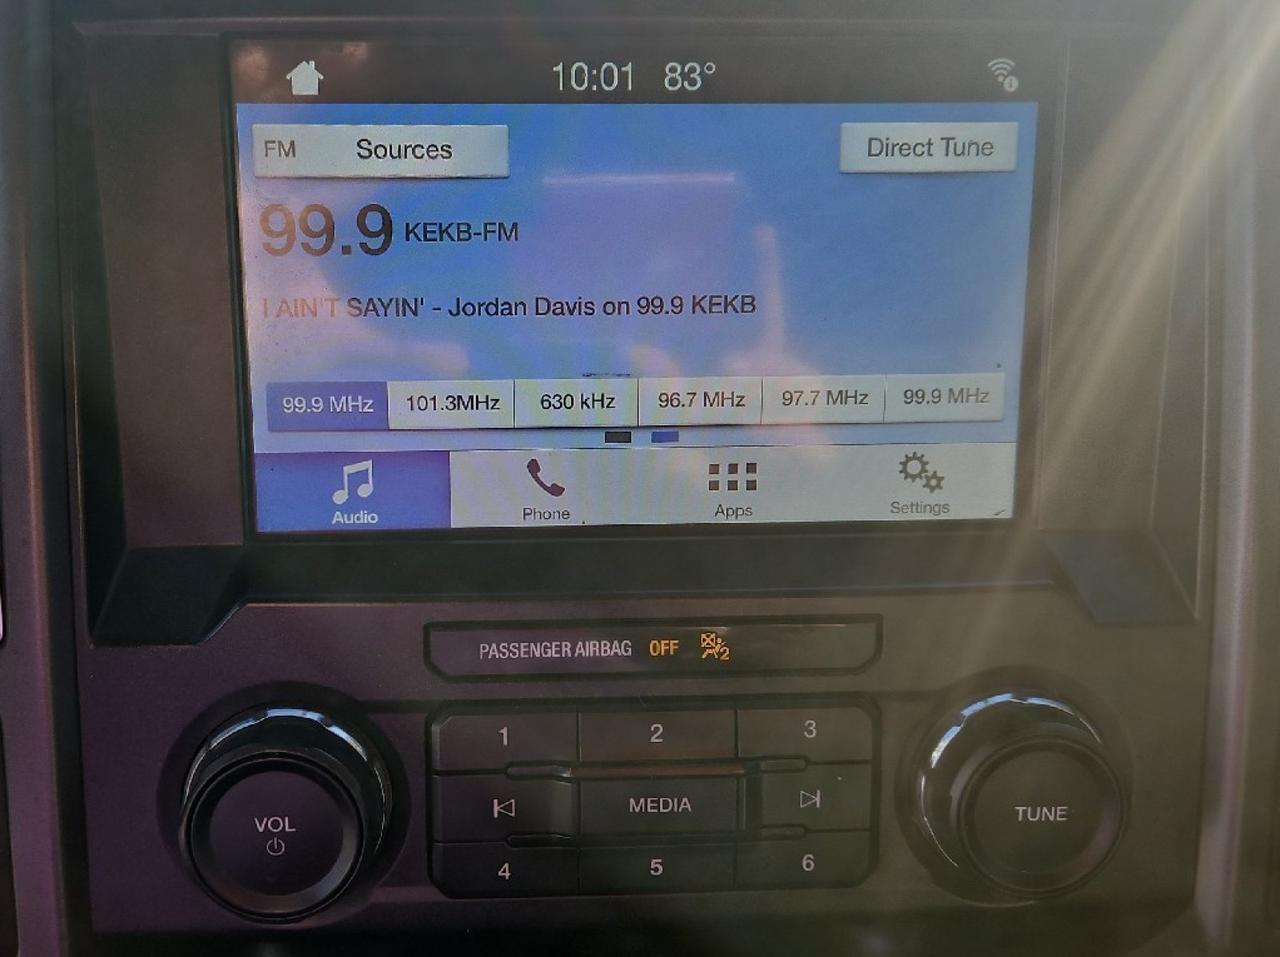 10:01 83°
FM Sources Direct Tune
99.9 KEKB-FM
I AIN'T SAYIN' - Jordan Davis on 99.9 KEKB
99.9 MHz 101.3MHz 630 kHz 96.7 MHz 97.7 MHz 99.9 MHz
Audio Phone Apps Settings
PASSENGER AIRBAG OFF 2
1 2 3
VOL MEDIA TUNE
4 5 6